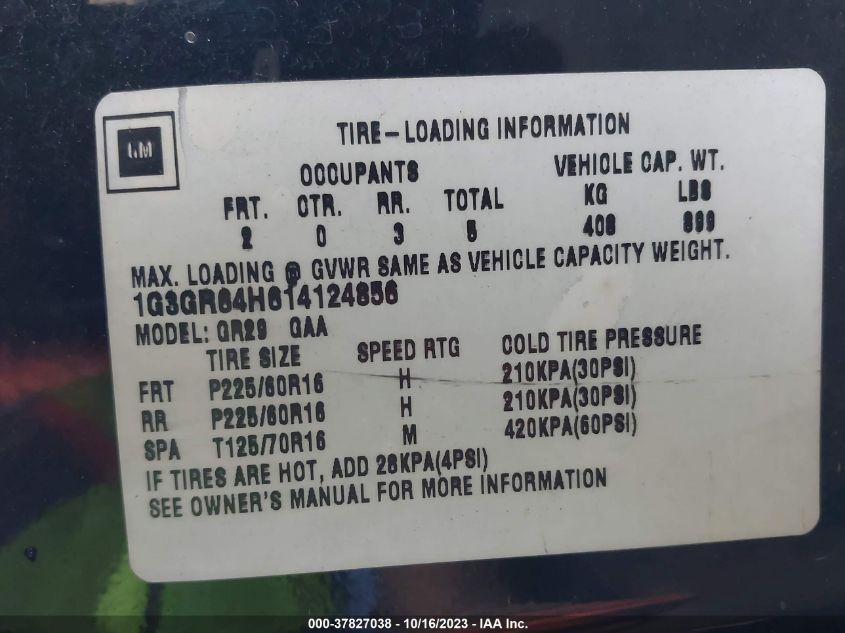 GM
TIRE-LOADING INFORMATION
OCCUPANTS VEHICLE CAP. WT.
FRT. CTR. RR. TOTAL KG LBS
2 0 3 5 408 899
MAX. LOADING @ GVWR SAME AS VEHICLE CAPACITY WEIGHT.
1G3GR64H614124856
MODEL: GR29 GAA
TIRE SIZE SPEED RTG COLD TIRE PRESSURE
FRT P225/60R16 H 210KPA(30PSI)
RR P225/60R16 H 210KPA(30PSI)
SPA T125/70R16 M 420KPA(60PSI)
IF TIRES ARE HOT, ADD 28KPA(4PSI)
SEE OWNER'S MANUAL FOR MORE INFORMATION
000-37827038 - 10/16/2023 - IAA Inc.